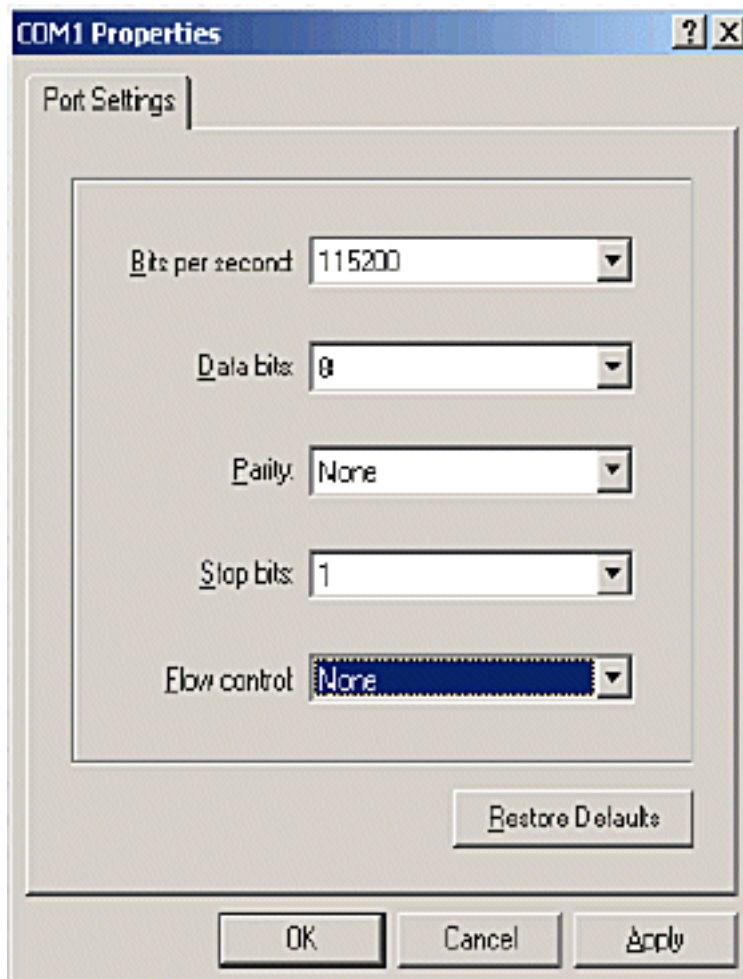 COM1 Properties
Port Settings
Bits per second: 115200
Data bits: 8
Parity: None
Stop bits: 1
Flow control: None
Restore Defaults
OK Cancel Apply